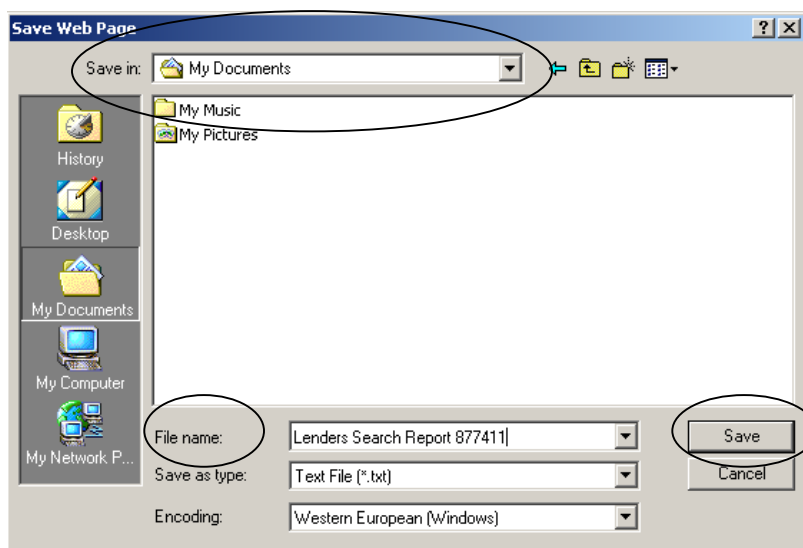 Save Web Page
Save in: My Documents
My Music
My Pictures
History
Desktop
My Documents
My Computer
My Network P...
File name: Lenders Search Report 877411 Save
Save as type: Text File (*.txt) Cancel
Encoding: Western European (Windows)